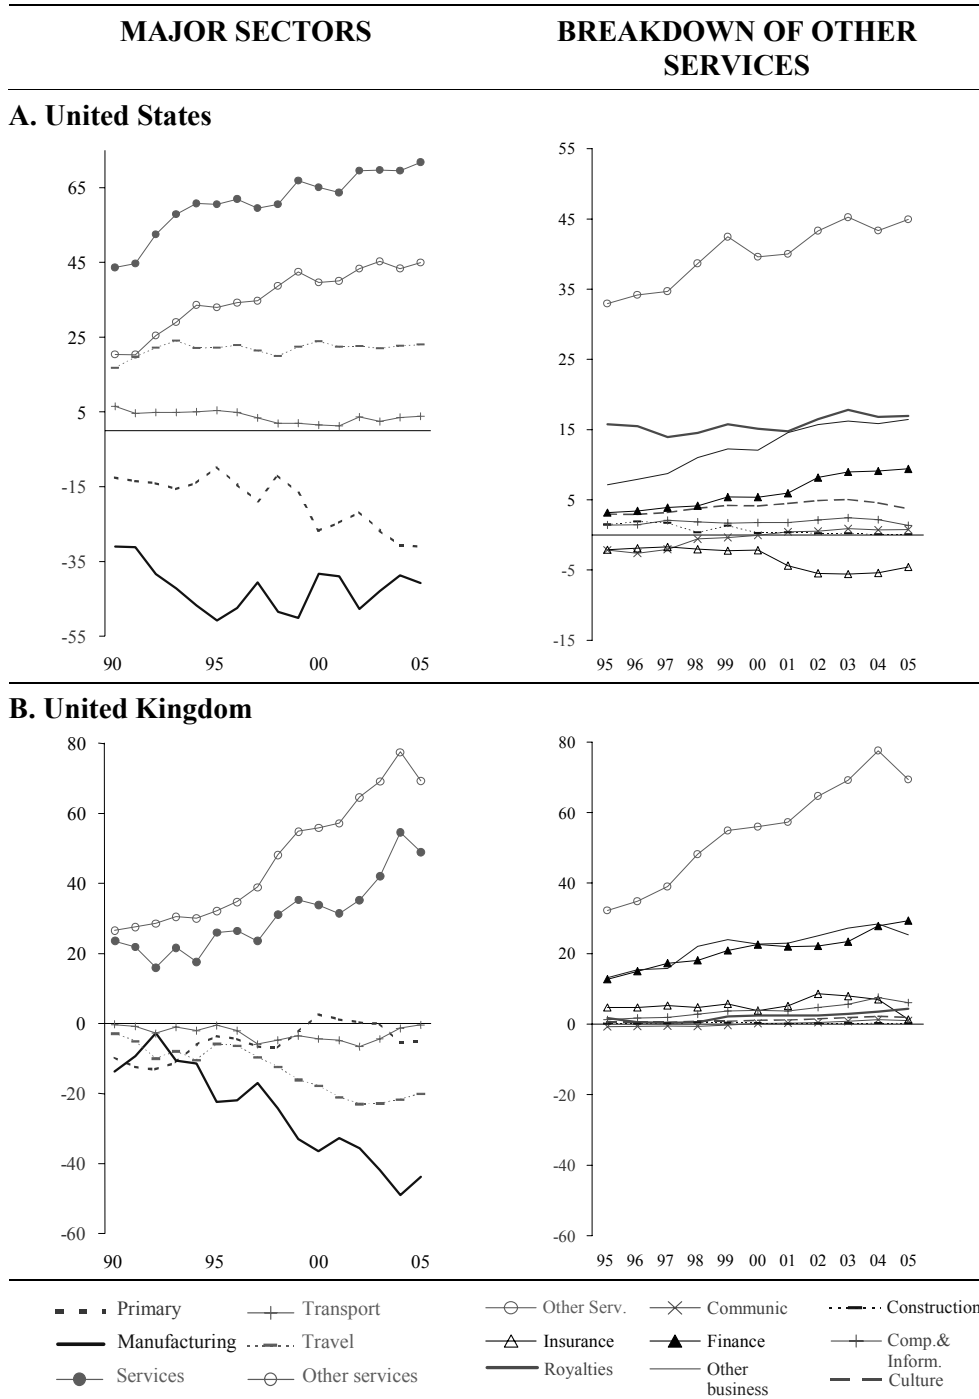 MAJOR SECTORS
BREAKDOWN OF OTHER
SERVICES
A. United States
65
45
25
5
-15
-35
-55
90 95 00 05
55
45
35
25
15
5
-5
-15
95 96 97 98 99 00 01 02 03 04 05
B. United Kingdom
80
60
40
20
0
-20
-40
-60
90 95 00 05
80
60
40
20
0
-20
-40
-60
95 96 97 98 99 00 01 02 03 04 05
Primary
Transport
Manufacturing
Travel
Services
Other services
Other Serv.
Communic
Construction
Insurance
Finance
Comp.&
Inform.
Royalties
Other
business
Culture